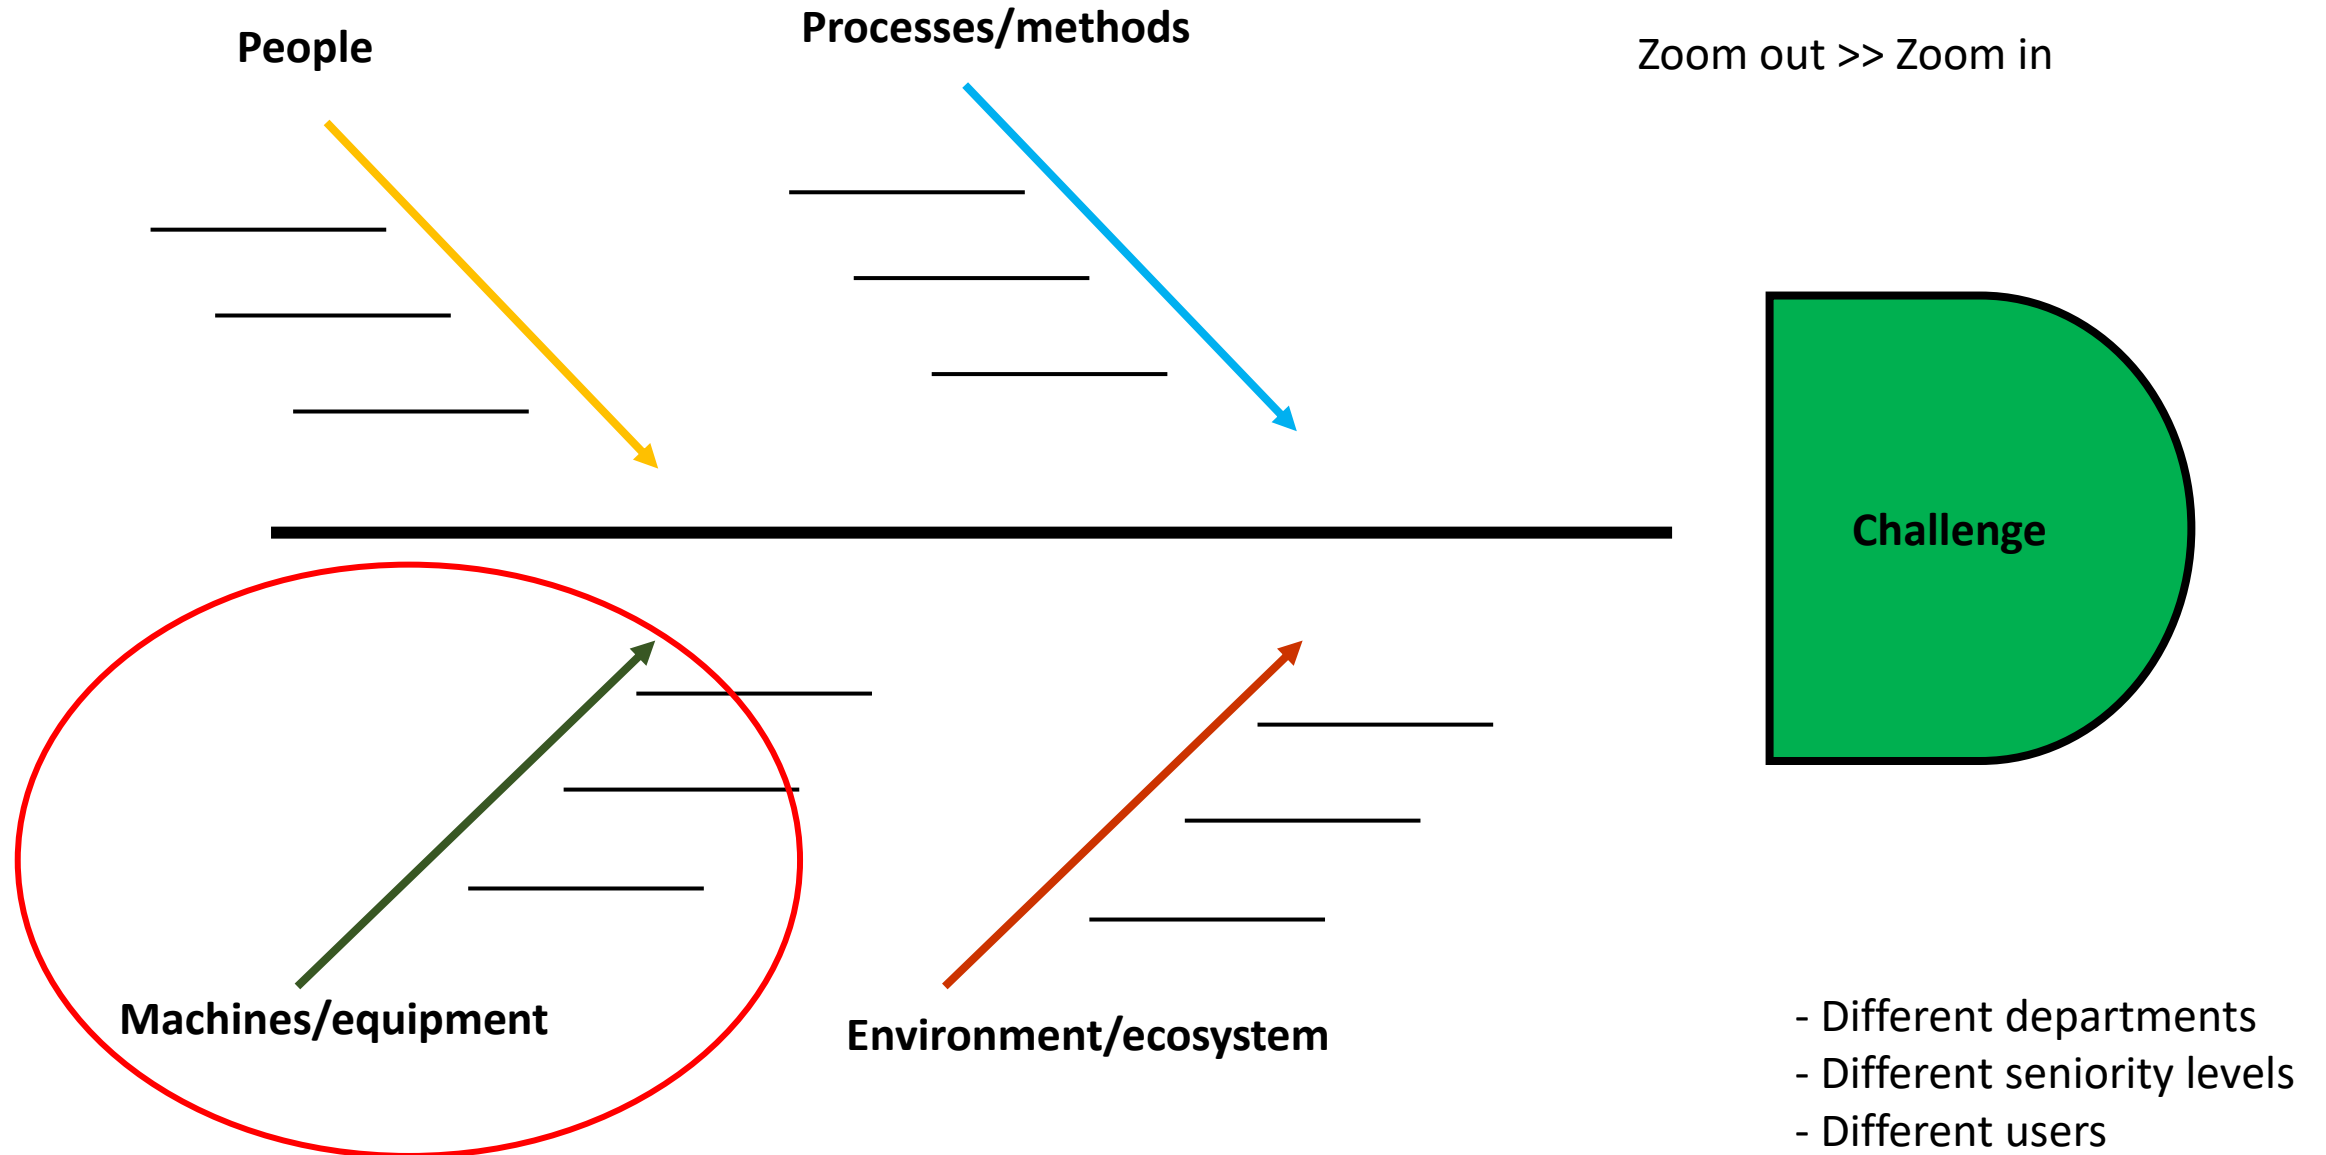 People
Processes/methods
Zoom out >> Zoom in
Challenge
Machines/equipment
Environment/ecosystem
- Different departments
- Different seniority levels
- Different users